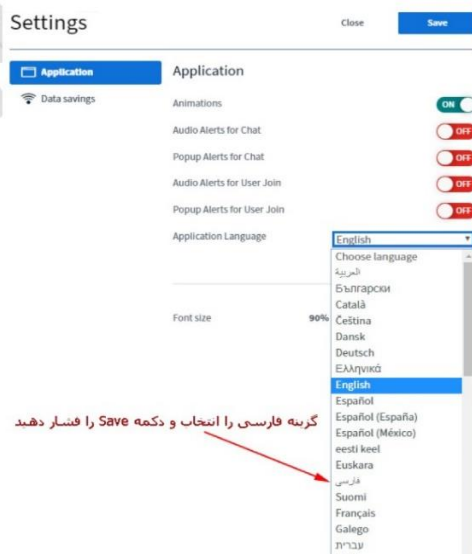 Settings
Close
Save
Application
Data savings
Application
Animations
ON
Audio Alerts for Chat
OFF
Popup Alerts for Chat
OFF
Audio Alerts for User Join
OFF
Popup Alerts for User Join
OFF
Application Language
English
Choose language
العربية
Български
Català
Čeština
Dansk
Deutsch
Ελληνικά
English
Español
Español (España)
Español (México)
eesti keel
Euskara
فارسی
Suomi
Français
Galego
עברית
Font size
90%
گزینه فارسی را انتخاب و دکمه Save را فشار دهید